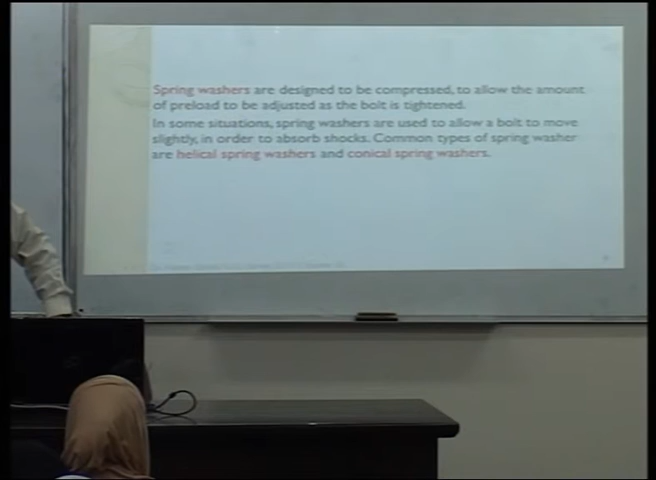 Spring washers are designed to be compressed, to allow the amount
of preload to be adjusted as the bolt is tightened.
In some situations, spring washers are used to allow a bolt to move
slightly, in order to absorb shocks. Common types of spring washer
are helical spring washers and conical spring washers.